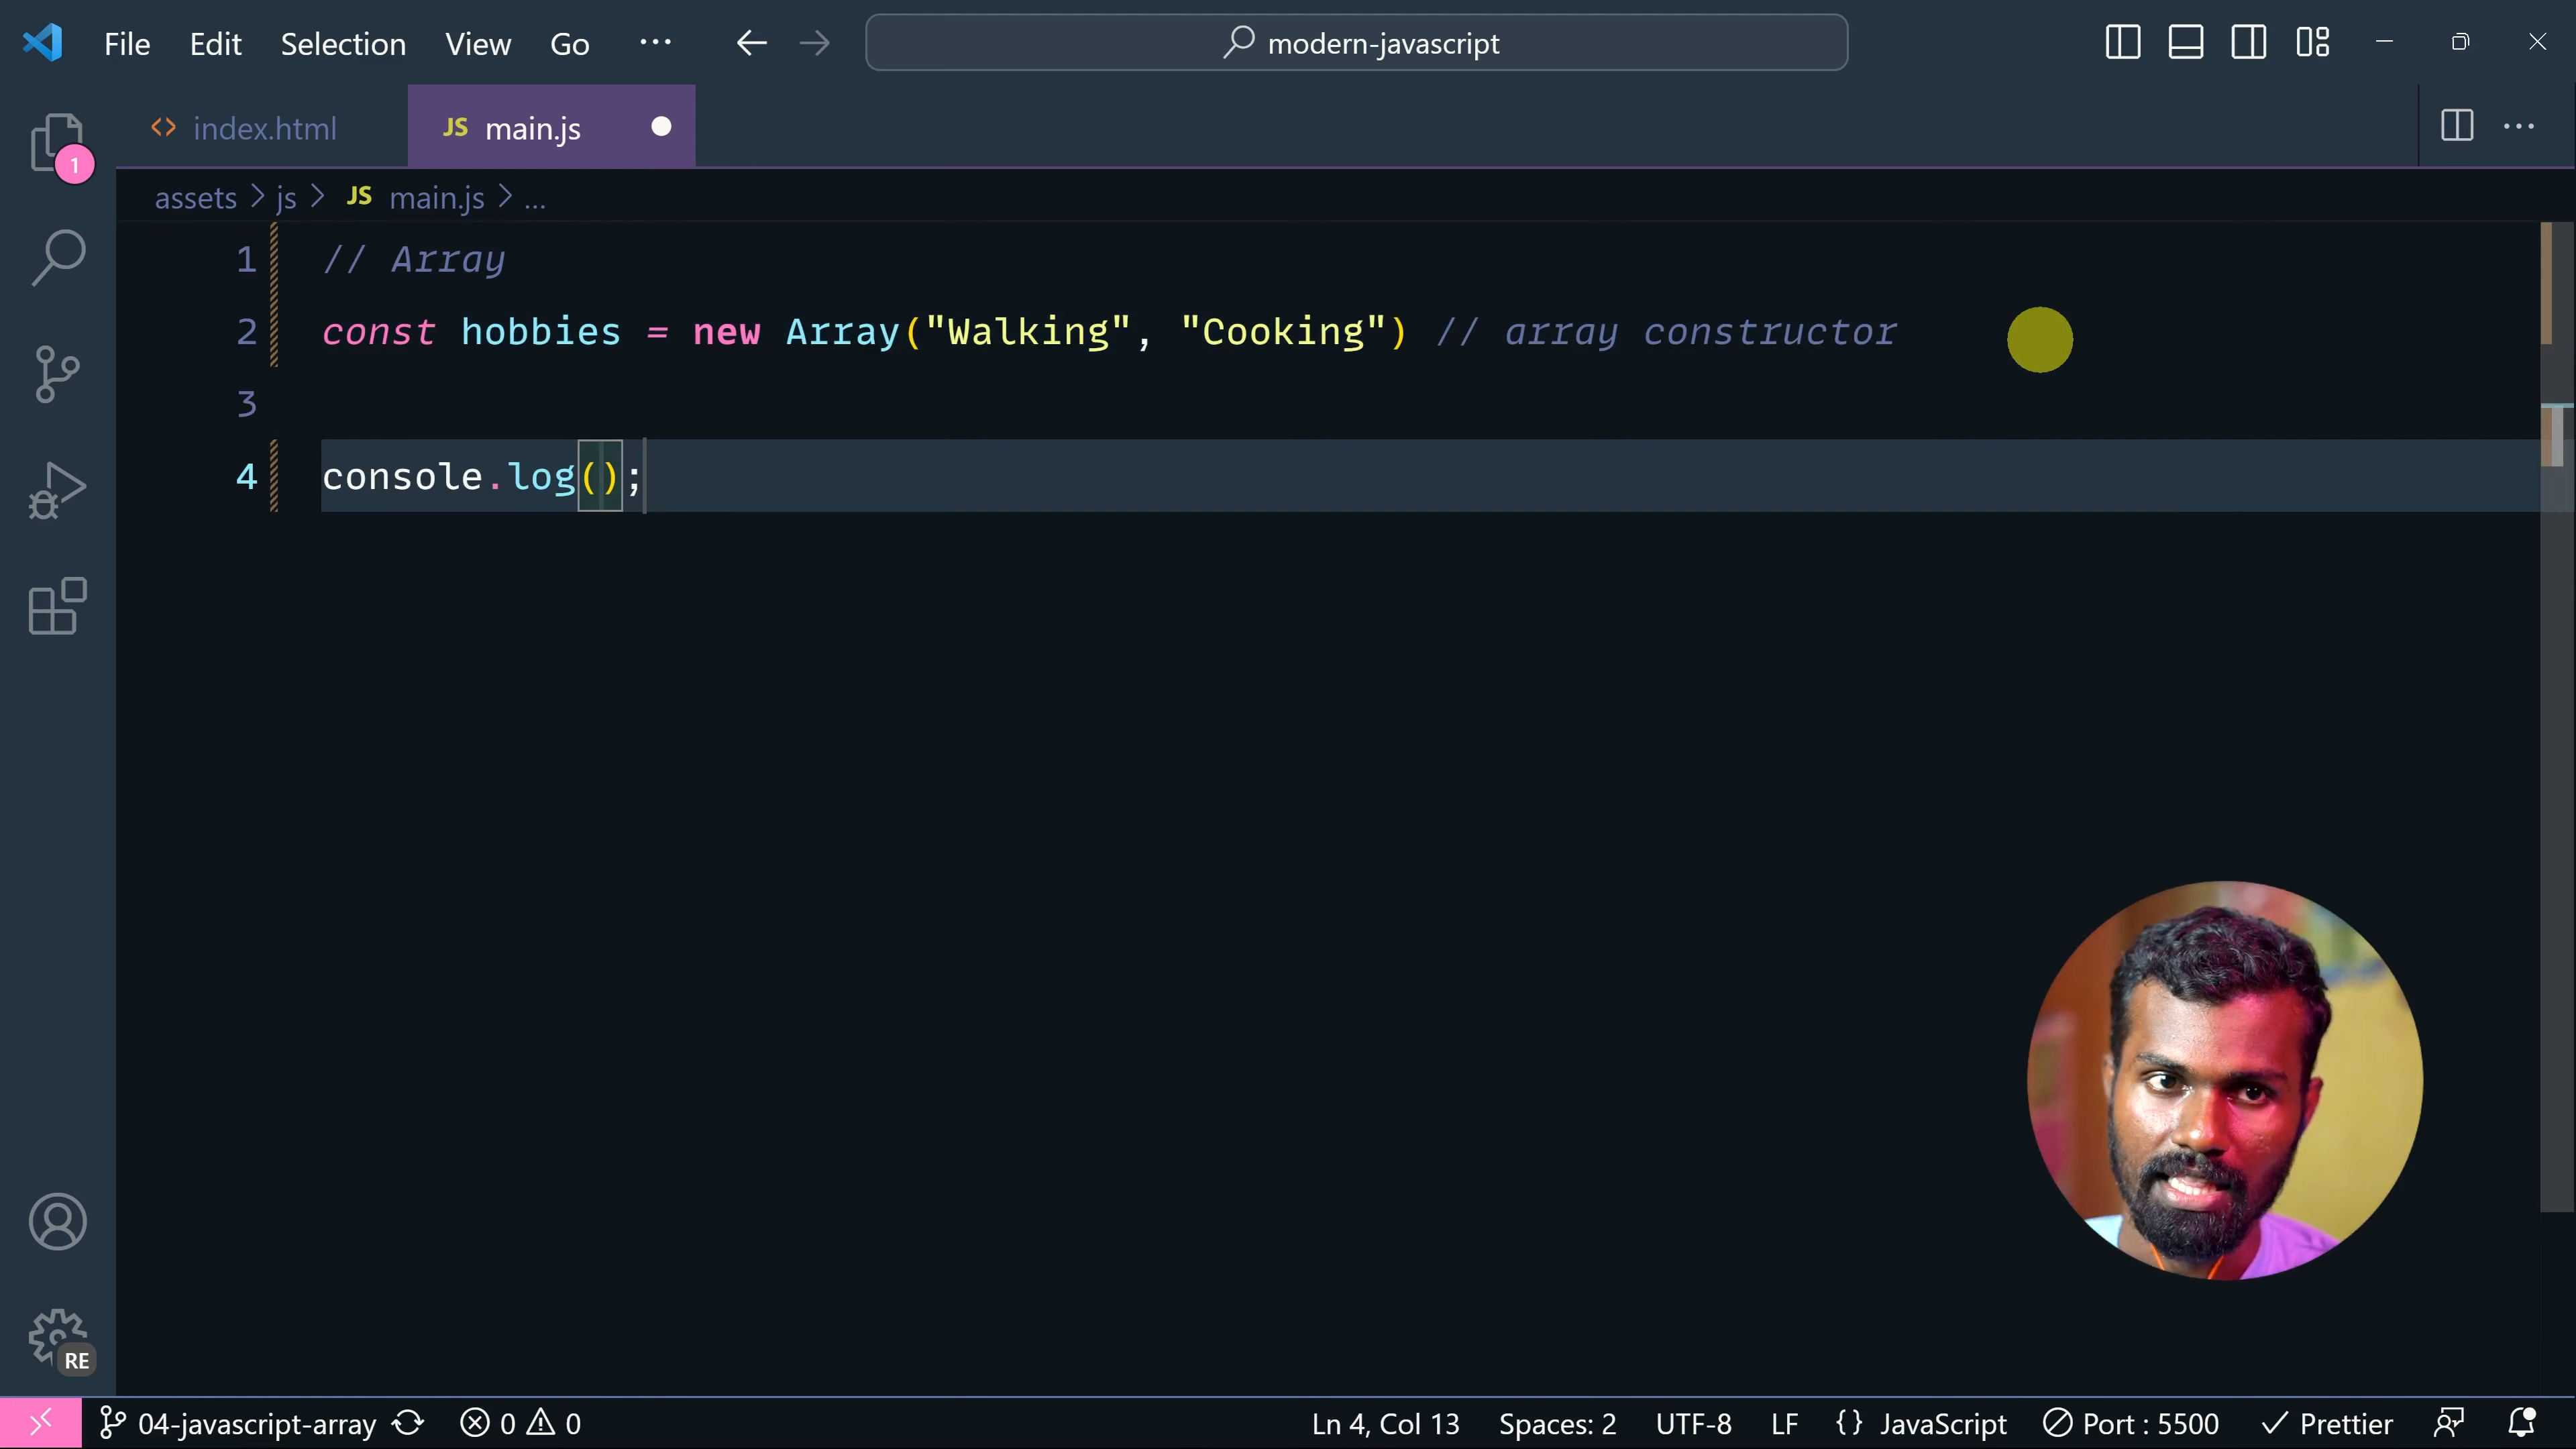 File Edit Selection View Go ··· modern-javascript
index.html JS main.js
1
assets > js > JS main.js > ...
1 // Array
2 const hobbies = new Array("Walking", "Cooking") // array constructor
3
4 console.log();
RE
04-javascript-array 0 0 Ln 4, Col 13 Spaces: 2 UTF-8 LF {} JavaScript Port : 5500 Prettier